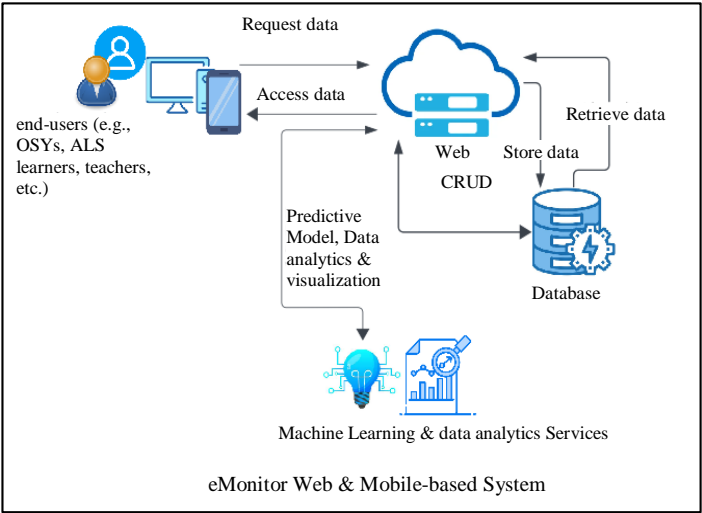 Request data
Access data
end-users (e.g.,
OSYs, ALS
learners, teachers,
etc.)
Web
CRUD
Store data
Retrieve data
Predictive
Model, Data
analytics &
visualization
Database
Machine Learning & data analytics Services
eMonitor Web & Mobile-based System